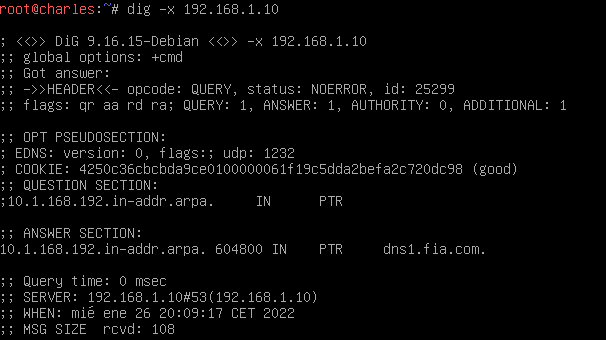 root@charles:~# dig -x 192.168.1.10
; <<>> DiG 9.16.15-Debian <<>> -x 192.168.1.10
;; global options: +cmd
;; Got answer:
;; ->>HEADER<<- opcode: QUERY, status: NOERROR, id: 25299
;; flags: qr aa rd ra; QUERY: 1, ANSWER: 1, AUTHORITY: 0, ADDITIONAL: 1
;; OPT PSEUDOSECTION:
; EDNS: version: 0, flags:; udp: 1232
; COOKIE: 4250c36cbcbda9ce0100000061f19c5dda2befa2c720dc98 (good)
;; QUESTION SECTION:
;10.1.168.192.in-addr.arpa. IN PTR
;; ANSWER SECTION:
10.1.168.192.in-addr.arpa. 604800 IN PTR dns1.fia.com.
;; Query time: 0 msec
;; SERVER: 192.168.1.10#53(192.168.1.10)
;; WHEN: mié ene 26 20:09:17 CET 2022
;; MSG SIZE rcvd: 108